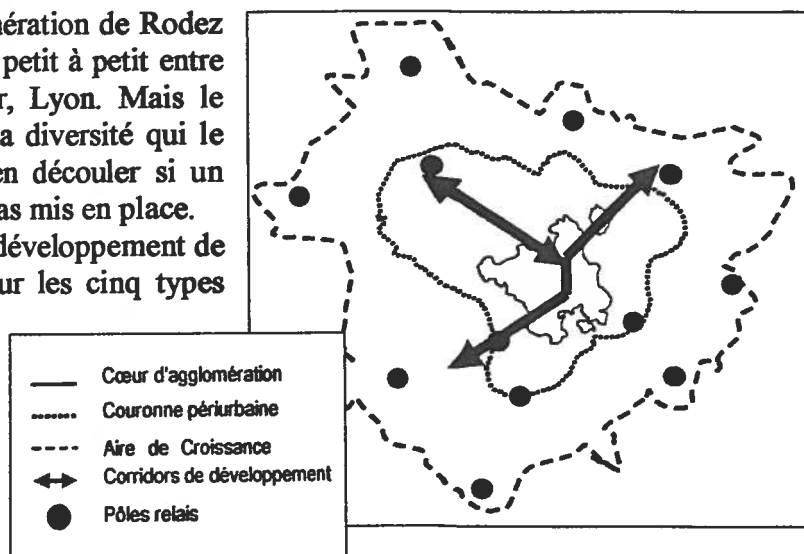 nération de Rodez
petit à petit entre
r, Lyon. Mais le
a diversité qui le
en découler si un
as mis en place.
développement de
ur les cinq types
Cœur d'agglomération
Couronne périurbaine
Aire de Croissance
Corridors de développement
Pôles relais